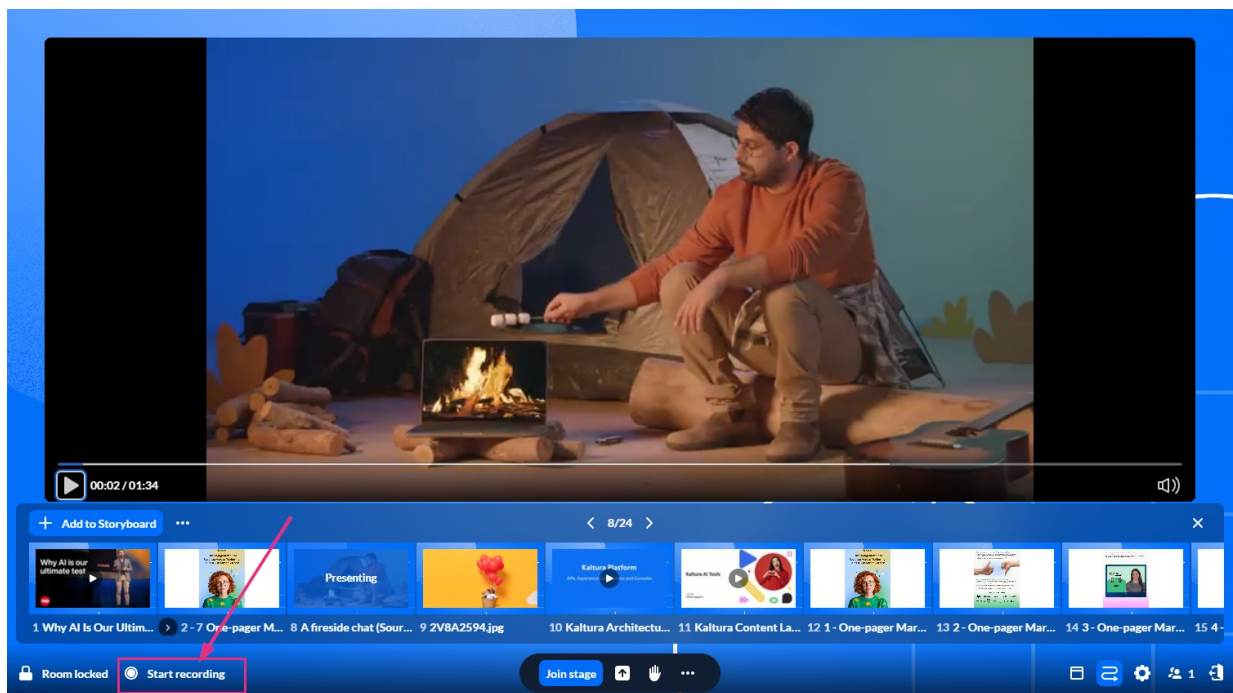 00:02 / 01:34
+ Add to Storyboard ...
8/24
Why AI is our
ultimate test
TED
Presenting
Kaltura Platform
Kaltura AI Tools
1 Why AI Is Our Ultim...
2 - 7 One-pager M...
8 A fireside chat (Sour...
9 2V8A2594.jpg
10 Kaltura Architectu...
11 Kaltura Content La...
12 1 - One-pager Mar...
13 2 - One-pager Mar...
14 3 - One-pager Mar...
15 4 -
Room locked
Start recording
Join stage
1